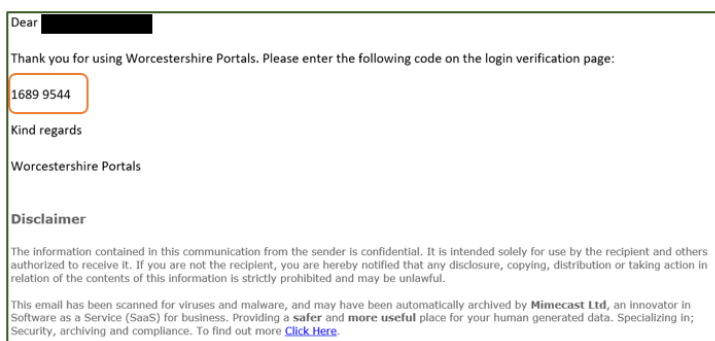 Dear
Thank you for using Worcestershire Portals. Please enter the following code on the login verification page:
1689 9544
Kind regards
Worcestershire Portals
Disclaimer
The information contained in this communication from the sender is confidential. It is intended solely for use by the recipient and others
authorized to receive it. If you are not the recipient, you are hereby notified that any disclosure, copying, distribution or taking action in
relation of the contents of this information is strictly prohibited and may be unlawful.
This email has been scanned for viruses and malware, and may have been automatically archived by Mimecast Ltd, an innovator in
Software as a Service (SaaS) for business. Providing a safer and more useful place for your human generated data. Specializing in;
Security, archiving and compliance. To find out more Click Here.